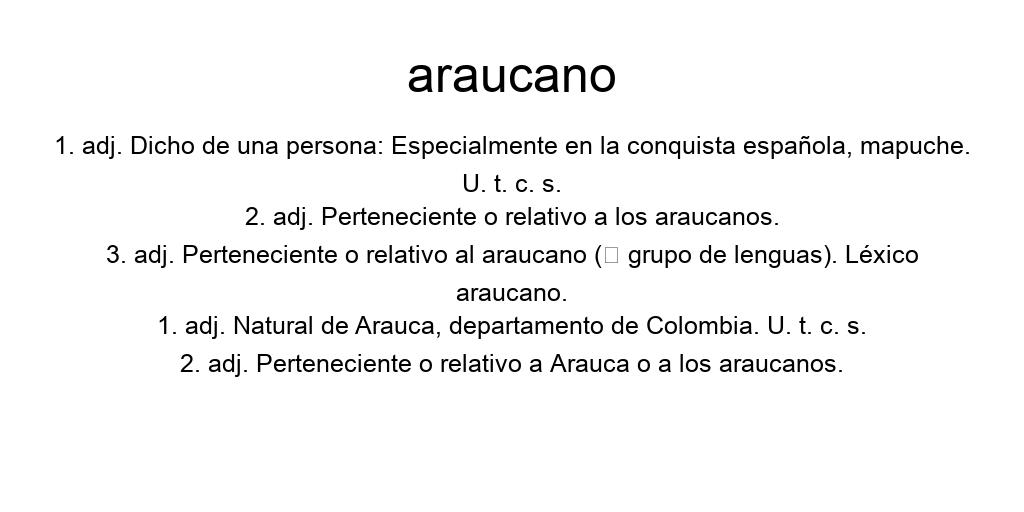 araucano
1. adj. Dicho de una persona: Especialmente en la conquista española, mapuche.
U. t. c. s.
2. adj. Perteneciente o relativo a los araucanos.
3. adj. Perteneciente o relativo al araucano (□ grupo de lenguas). Léxico
araucano.
1. adj. Natural de Arauca, departamento de Colombia. U. t. c. s.
2. adj. Perteneciente o relativo a Arauca o a los araucanos.